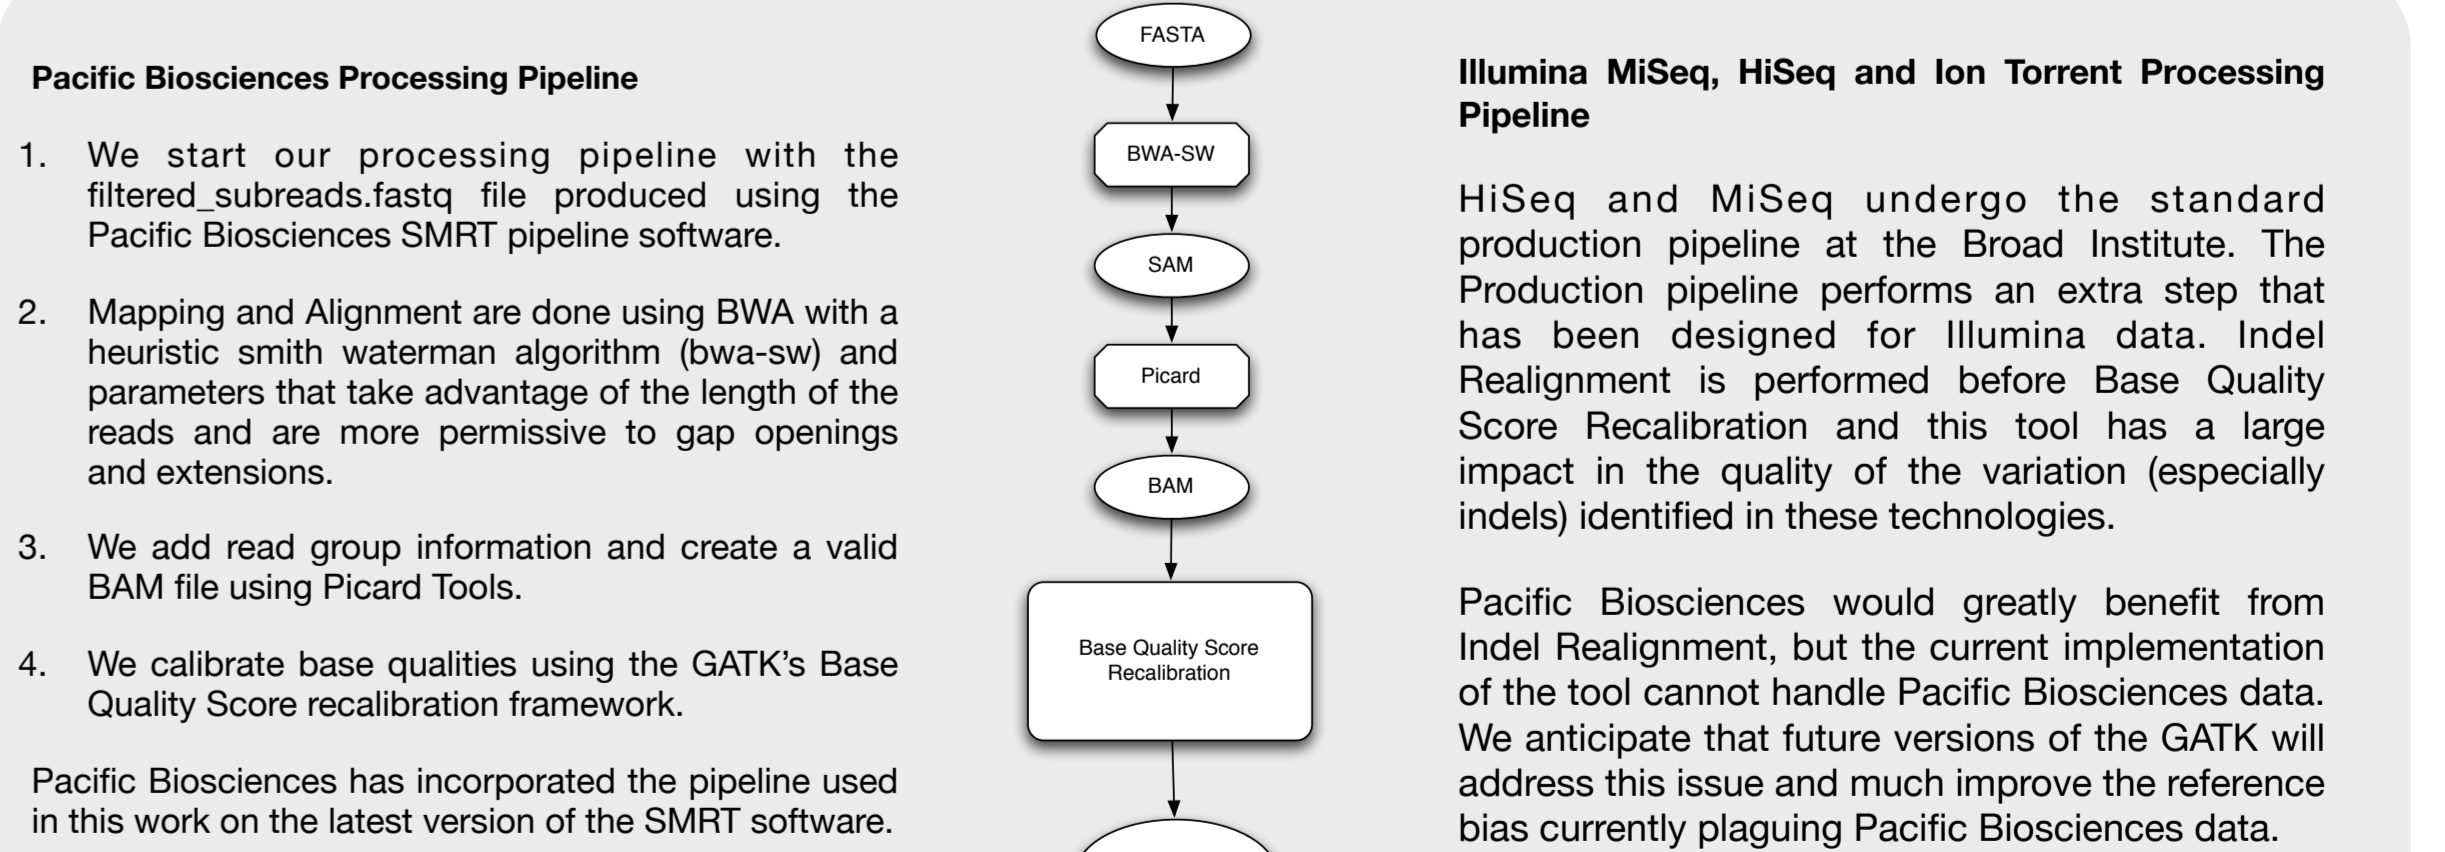 Pacific Biosciences Processing Pipeline
1. We start our processing pipeline with the
filtered_subreads.fastq file produced using the
Pacific Biosciences SMRT pipeline software.
2. Mapping and Alignment are done using BWA with a
heuristic smith waterman algorithm (bwa-sw) and
parameters that take advantage of the length of the
reads and are more permissive to gap openings
and extensions.
3. We add read group information and create a valid
BAM file using Picard Tools.
4. We calibrate base qualities using the GATK’s Base
Quality Score recalibration framework.
Pacific Biosciences has incorporated the pipeline used
in this work on the latest version of the SMRT software.
FASTA
BWA-SW
SAM
Picard
BAM
Base Quality Score
Recalibration
Illumina MiSeq, HiSeq and Ion Torrent Processing
Pipeline
HiSeq and MiSeq undergo the standard
production pipeline at the Broad Institute. The
Production pipeline performs an extra step that
has been designed for Illumina data. Indel
Realignment is performed before Base Quality
Score Recalibration and this tool has a large
impact in the quality of the variation (especially
indels) identified in these technologies.
Pacific Biosciences would greatly benefit from
Indel Realignment, but the current implementation
of the tool cannot handle Pacific Biosciences data.
We anticipate that future versions of the GATK will
address this issue and much improve the reference
bias currently plaguing Pacific Biosciences data.